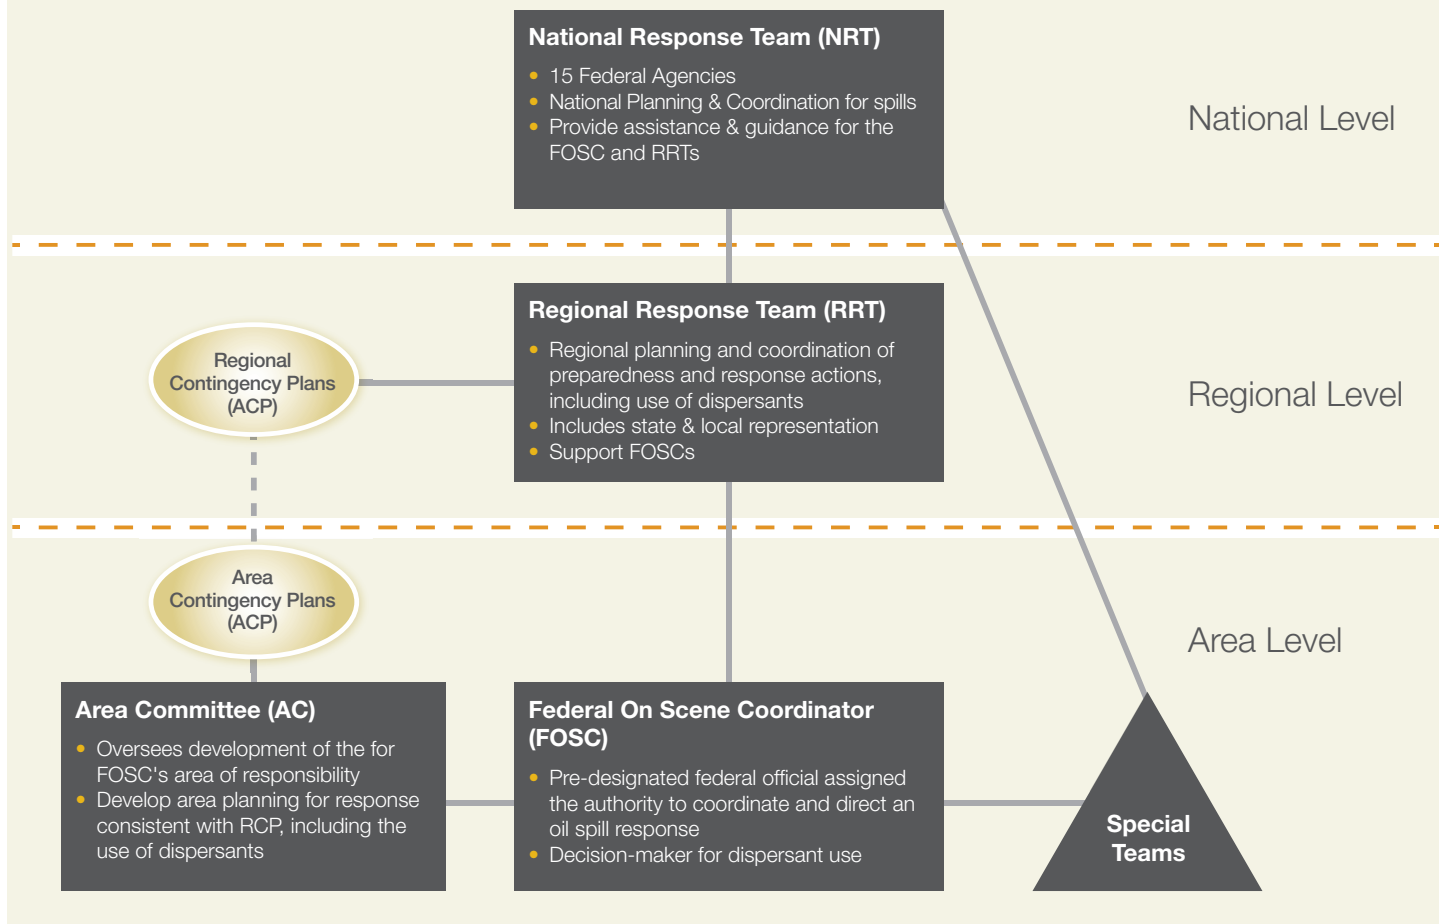 National Response Team (NRT)
• 15 Federal Agencies
• National Planning & Coordination for spills
• Provide assistance & guidance for the
FOSC and RRTs
National Level
Regional Response Team (RRT)
• Regional planning and coordination of
preparedness and response actions,
including use of dispersants
• Includes state & local representation
• Support FOSCs
Regional
Contingency Plans
(ACP)
Regional Level
Area
Contingency Plans
(ACP)
Area Level
Area Committee (AC)
• Oversees development of the for
FOSC's area of responsibility
• Develop area planning for response
consistent with RCP, including the
use of dispersants
Federal On Scene Coordinator
(FOSC)
• Pre-designated federal official assigned
the authority to coordinate and direct an
oil spill response
• Decision-maker for dispersant use
Special
Teams